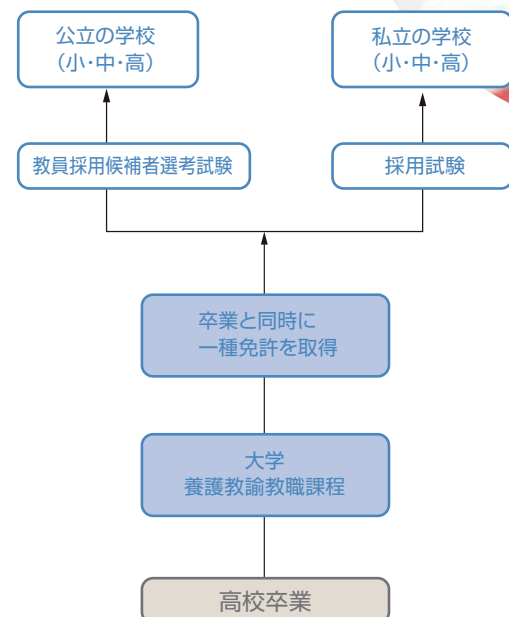 公立の学校
（小・中・高）
私立の学校
（小・中・高）
教員採用候補者選考試験
採用試験
卒業と同時に
一種免許を取得
大学
養護教諭教職課程
高校卒業